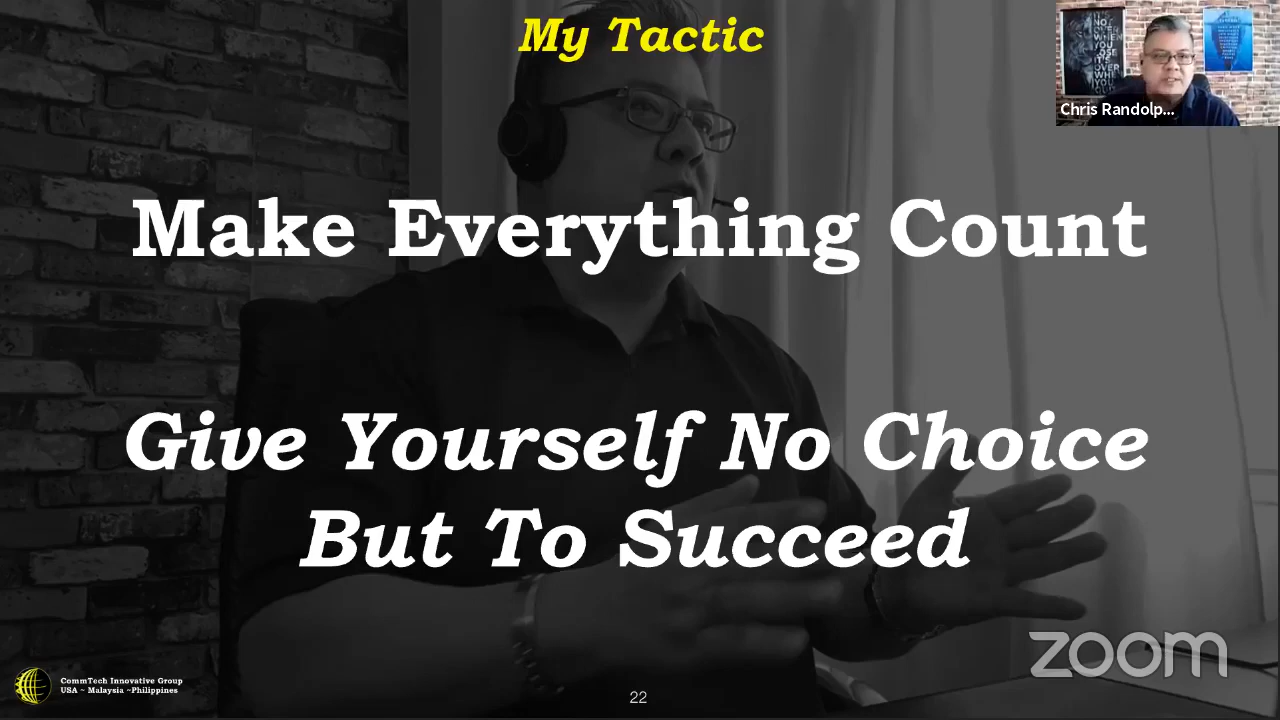 My Tactic
Chris Randolp...
Make Everything Count
Give Yourself No Choice
But To Succeed
zoom
CommTech Innovative Group
USA ~ Malaysia ~Philippines
22